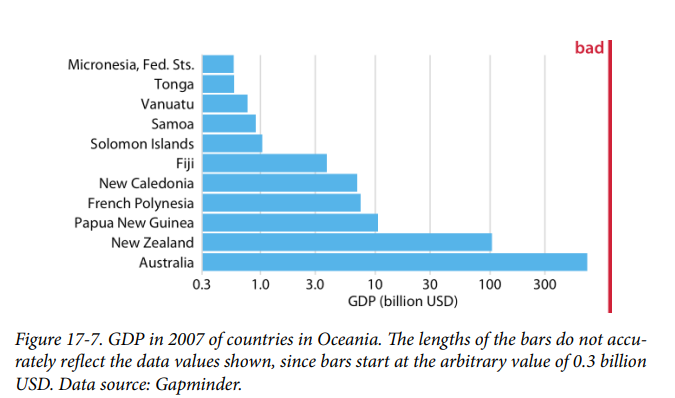 bad
Micronesia, Fed. Sts.
Tonga
Vanuatu
Samoa
Solomon Islands
Fiji
New Caledonia
French Polynesia
Papua New Guinea
New Zealand
Australia
0.3 1.0 3.0 10 30 100 300
GDP (billion USD)
Figure 17-7. GDP in 2007 of countries in Oceania. The lengths of the bars do not accu-
rately reflect the data values shown, since bars start at the arbitrary value of 0.3 billion
USD. Data source: Gapminder.